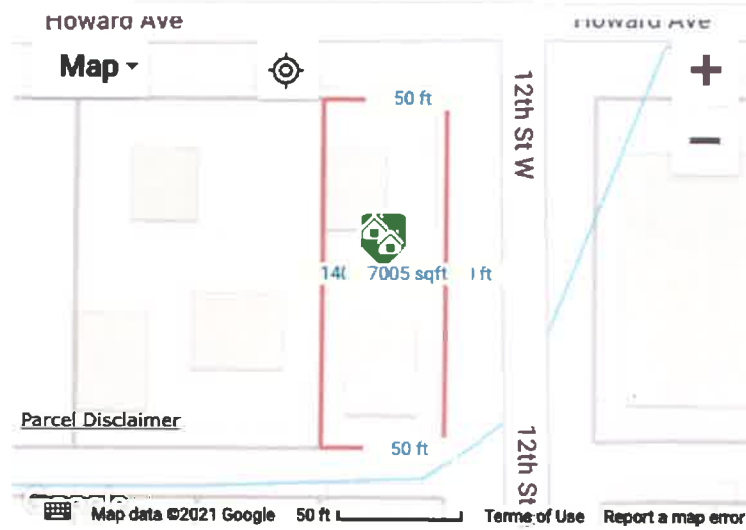 Howard Ave
Howard Ave
Map
50 ft
12th St W
7005 sqft
Parcel Disclaimer
50 ft
12th St
Map data ©2021 Google 50 ft Terms of Use Report a map error